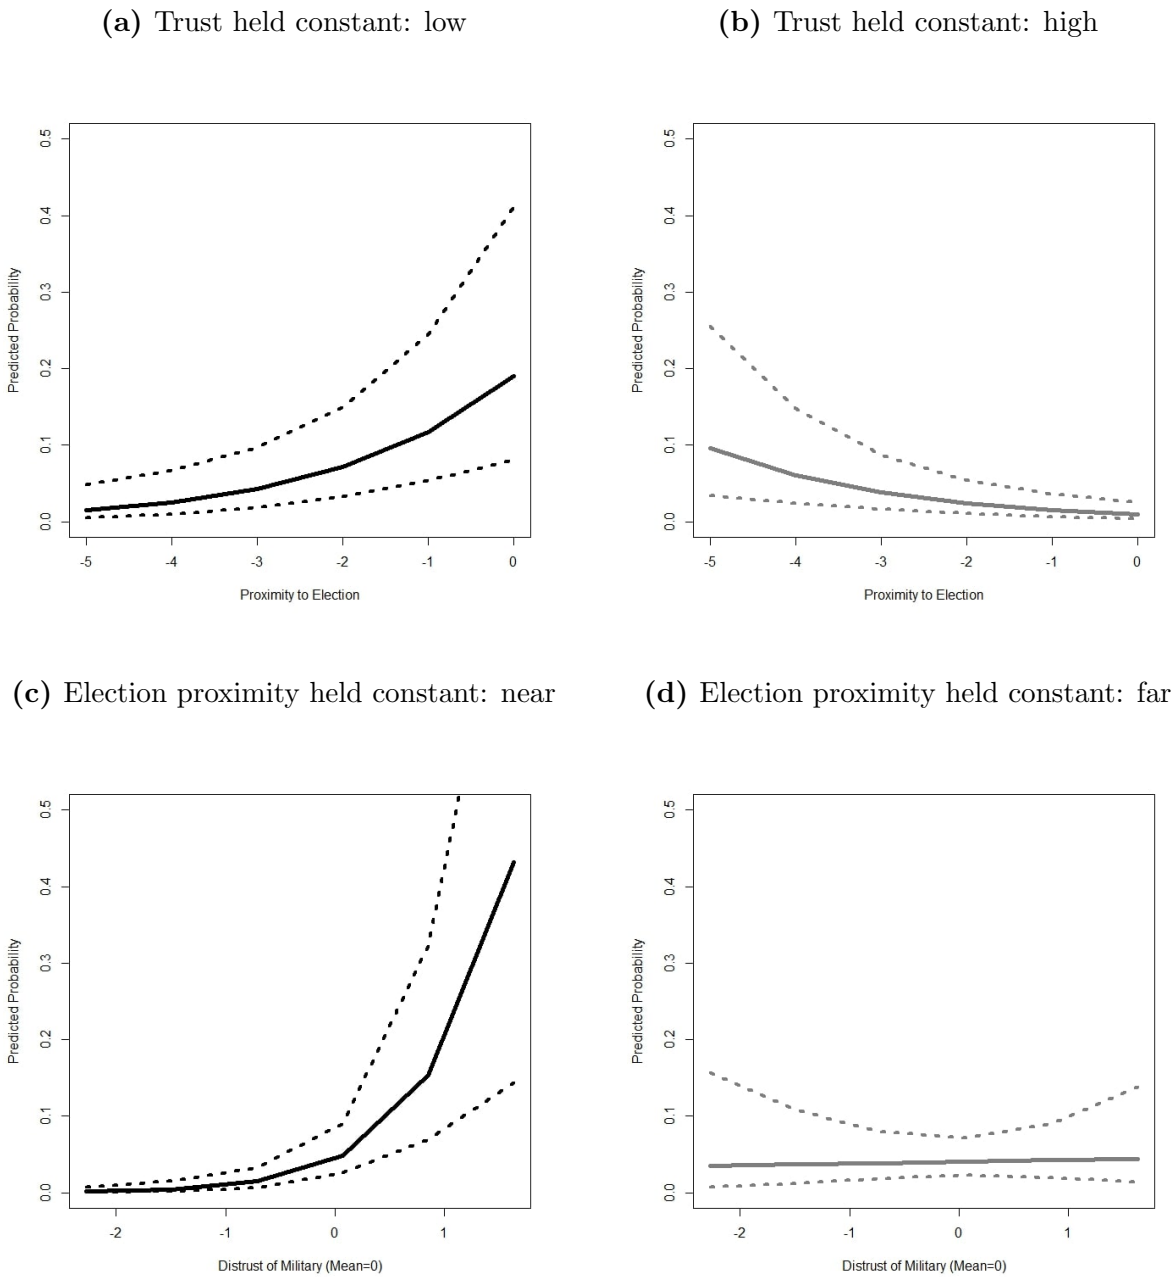 (a) Trust held constant: low
(b) Trust held constant: high
0.5
0.4
0.3
0.2
0.1
0.0
Predicted Probability
-5 -4 -3 -2 -1 0
Proximity to Election
0.5
0.4
0.3
0.2
0.1
0.0
Predicted Probability
-5 -4 -3 -2 -1 0
Proximity to Election
(c) Election proximity held constant: near
(d) Election proximity held constant: far
0.5
0.4
0.3
0.2
0.1
0.0
Predicted Probability
-2 -1 0 1
Distrust of Military (Mean=0)
0.5
0.4
0.3
0.2
0.1
0.0
Predicted Probability
-2 -1 0 1
Distrust of Military (Mean=0)